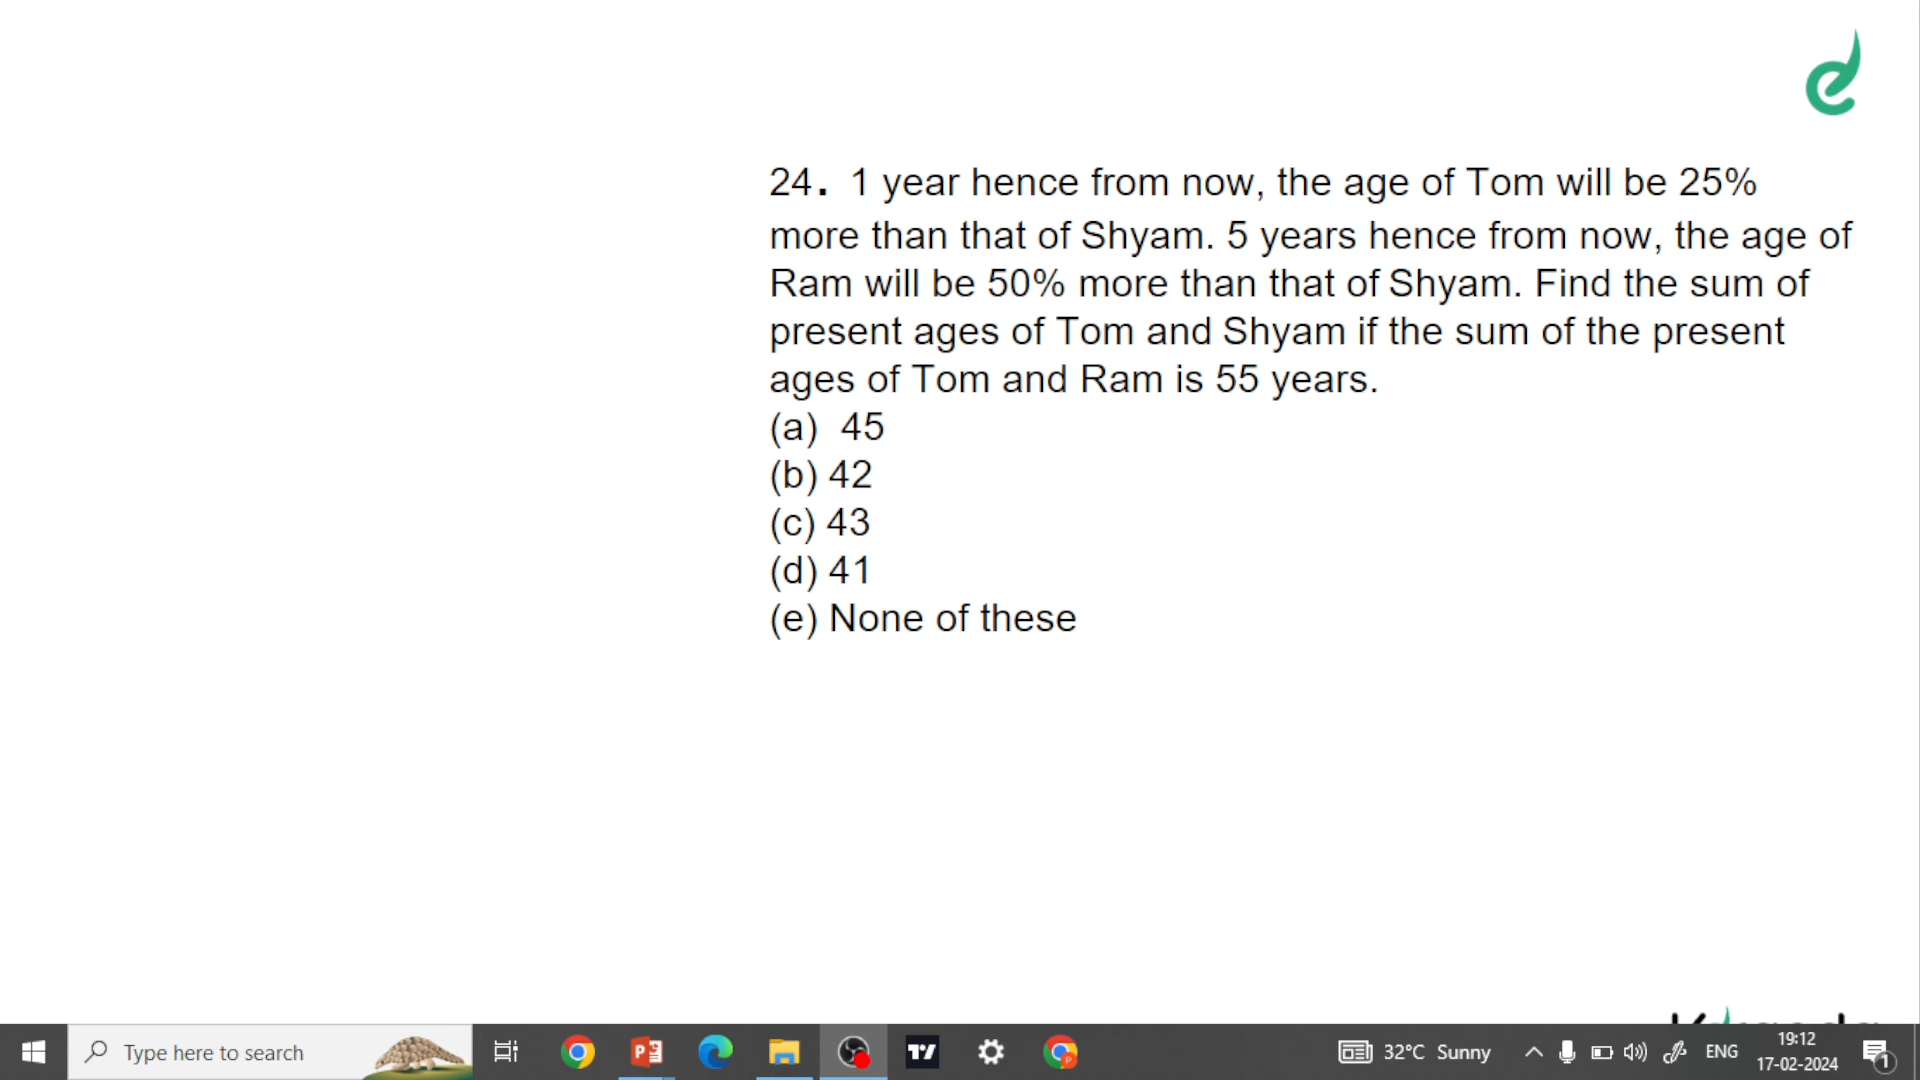 24. 1 year hence from now, the age of Tom will be 25%
more than that of Shyam. 5 years hence from now, the age of
Ram will be 50% more than that of Shyam. Find the sum of
present ages of Tom and Shyam if the sum of the present
ages of Tom and Ram is 55 years.
(a) 45
(b) 42
(c) 43
(d) 41
(e) None of these
Type here to search
32°C Sunny
ENG
19:12
17-02-2024
1